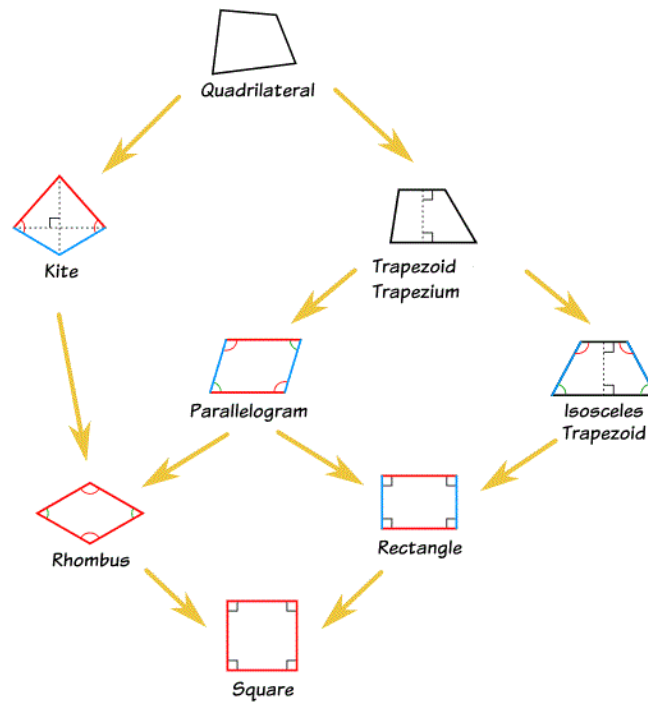 Quadrilateral
Kite
Trapezoid
Trapezium
Parallelogram
Isosceles
Trapezoid
Rhombus
Rectangle
Square